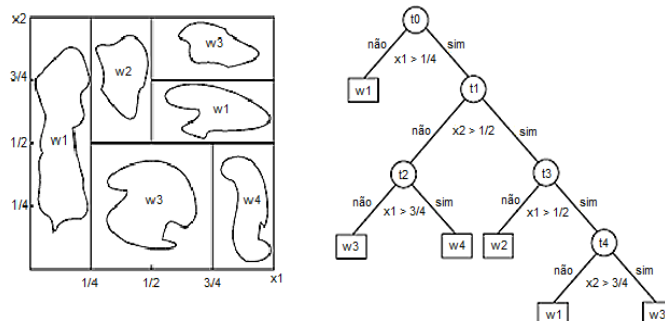 x2
w3
w2
3/4
w1
w1
1/2
w3
w4
1/4
1/4
1/2
3/4
x1
t0
não
sim
x1 > 1/4
w1
t1
não
sim
x2 > 1/2
t2
t3
não
sim
x1 > 3/4
não
sim
x1 > 1/2
w3
w4
w2
t4
não
sim
x2 > 3/4
w1
w3